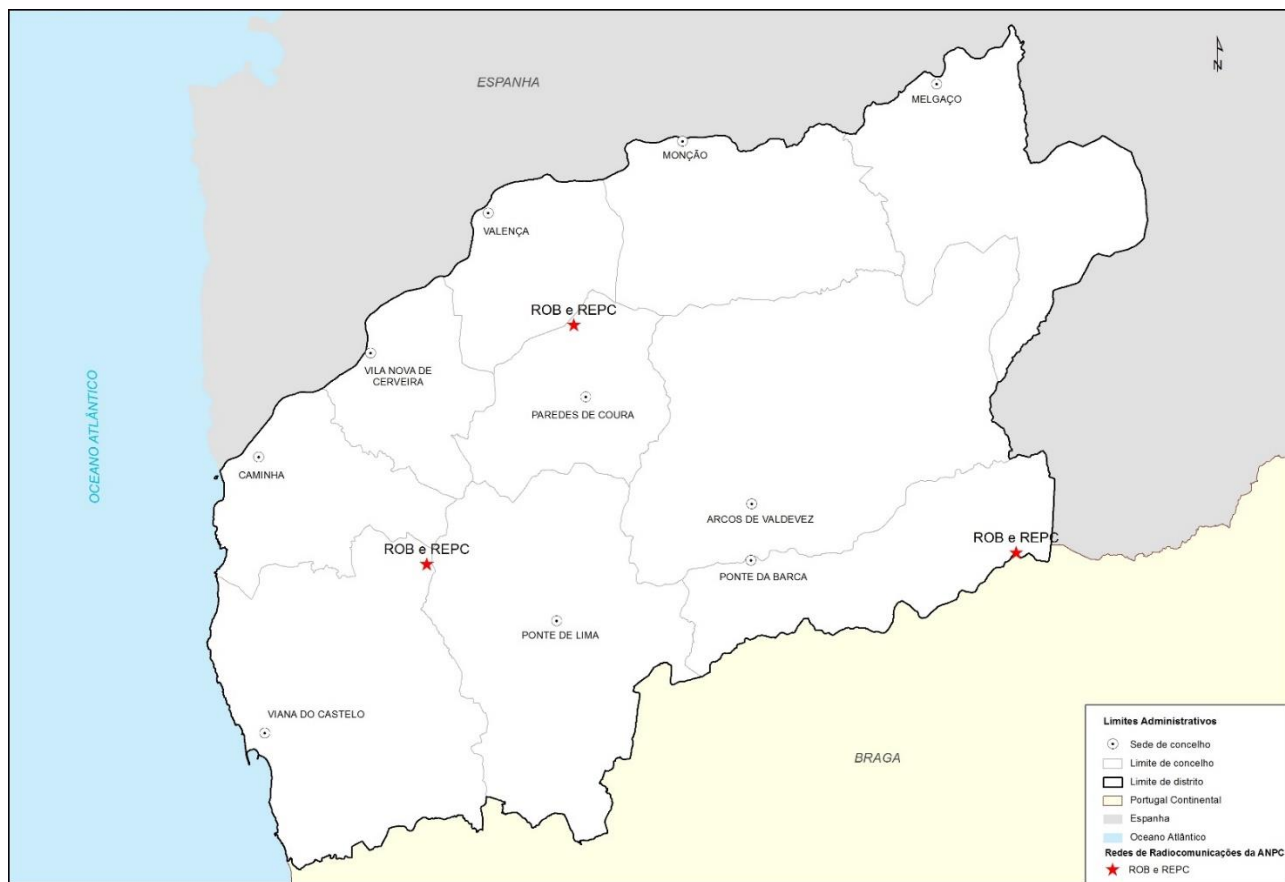 N
ESPANHA
MELGAÇO
MONÇÃO
VALENÇA
ROB e REPC
VILA NOVA DE
CERVEIRA
PAREDES DE COURA
OCEANO ATLÂNTICO
CAMINHA
ARCOS DE VALDEVEZ
ROB e REPC
ROB e REPC
PONTE DA BARCA
PONTE DE LIMA
VIANA DO CASTELO
BRAGA
Limites Administrativos
Sede de concelho
Limite de concelho
Limite de distrito
Portugal Continental
Espanha
Oceano Atlântico
Redes de Radiocomunicações da ANPC
ROB e REPC